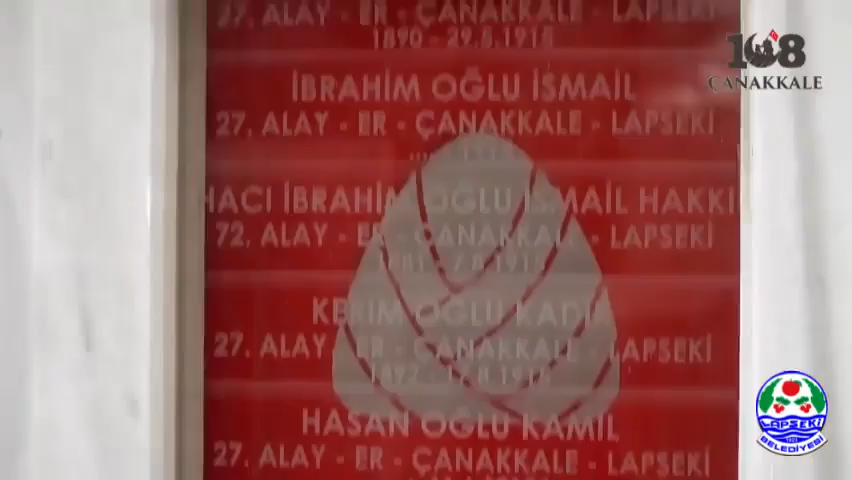 27. ALAY - ER - ÇANAKKALE - LAPSEKİ
1890 - 29.5.1915
İBRAHİM OĞLU İSMAİL
27. ALAY - ER - ÇANAKKALE - LAPSEKİ
HACI İBRAHİM OĞLU İSMAİL HAKKI
72. ALAY - ER - ÇANAKKALE - LAPSEKİ
KERİM OĞLU KADİR
27. ALAY - ER - ÇANAKKALE - LAPSEKİ
HASAN OĞLU KAMİL
27. ALAY - ER - ÇANAKKALE - LAPSEKİ
108
ÇANAKKALE
LAPSEKİ
BELEDİYESİ